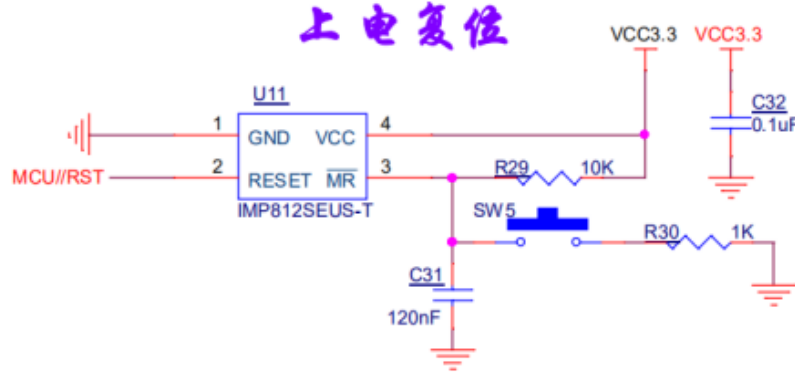 上电复位
VCC3.3 VCC3.3
U11
C32
0.1uF
1 GND VCC 4
2 RESET MR 3
MCU//RST
IMP812SEUS-T
R29 10K
SW5
R30 1K
C31
120nF